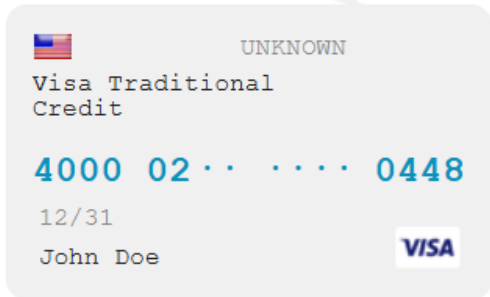 UNKNOWN
Visa Traditional
Credit
4000 02·· ···· 0448
12/31
John Doe
VISA